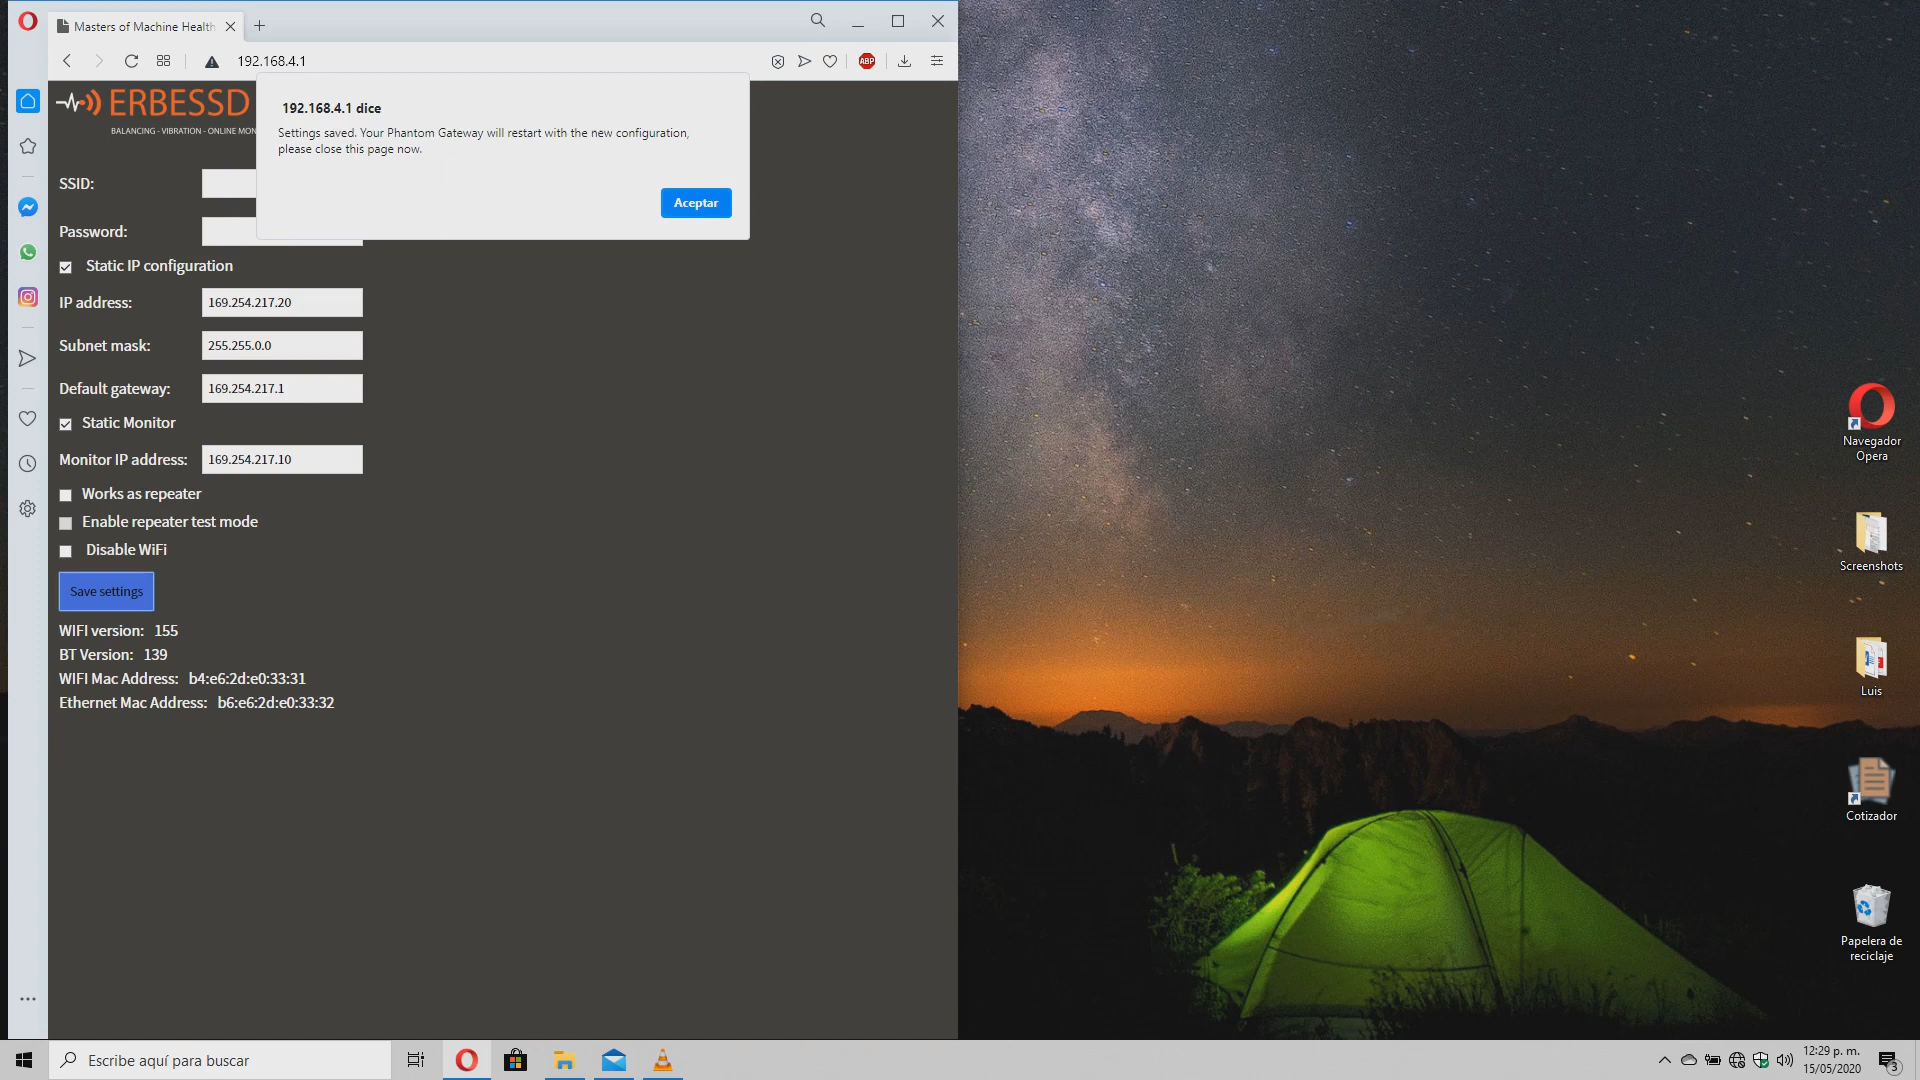 Masters of Machine Health
192.168.4.1
ABP
ERBESSD
BALANCING - VIBRATION - ONLINE MON
192.168.4.1 dice
Settings saved. Your Phantom Gateway will restart with the new configuration,
please close this page now.
Aceptar
SSID:
Password:
Static IP configuration
IP address: 169.254.217.20
Subnet mask: 255.255.0.0
Default gateway: 169.254.217.1
Static Monitor
Monitor IP address: 169.254.217.10
Works as repeater
Enable repeater test mode
Disable WiFi
Save settings
WIFI version: 155
BT Version: 139
WIFI Mac Address: b4:e6:2d:e0:33:31
Ethernet Mac Address: b6:e6:2d:e0:33:32
Navegador
Opera
Screenshots
Luis
Cotizador
Papelera de
reciclaje
Escribe aquí para buscar
12:29 p. m.
15/05/2020
3